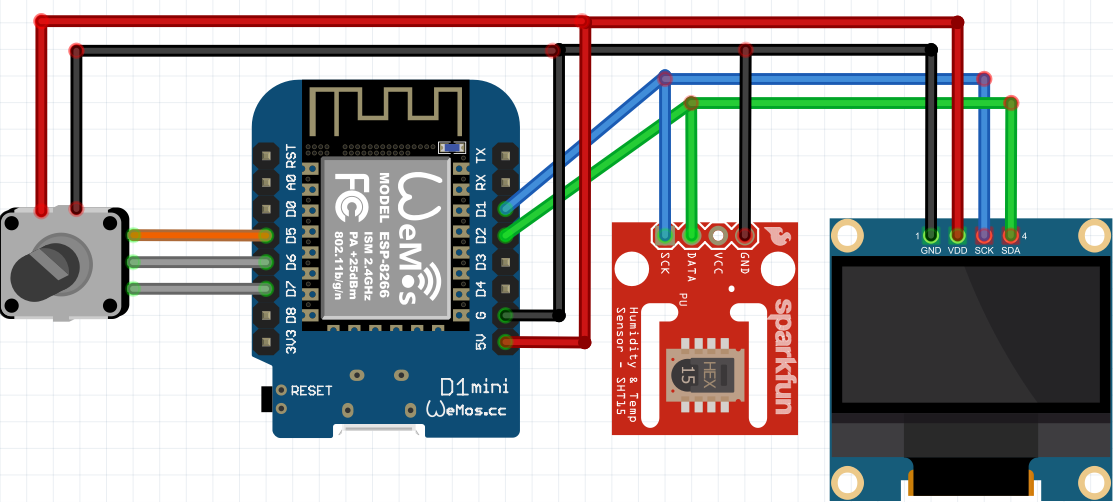 RST
A0
D0
D5
D6
D7
D8
3V3
TX
RX
D1
D2
D3
D4
G
5V
WeMos
MODEL ESP-8266
ISM 2.4GHz
PA +25dBm
802.11b/g/n
FC
RESET
D1mini
WeMos.cc
SCK
DATA
VCC
GND
PU
Humidity & Temp
Sensor - SHT15
HEX
15
sparkfun
1
4
GND VDD SCK SDA